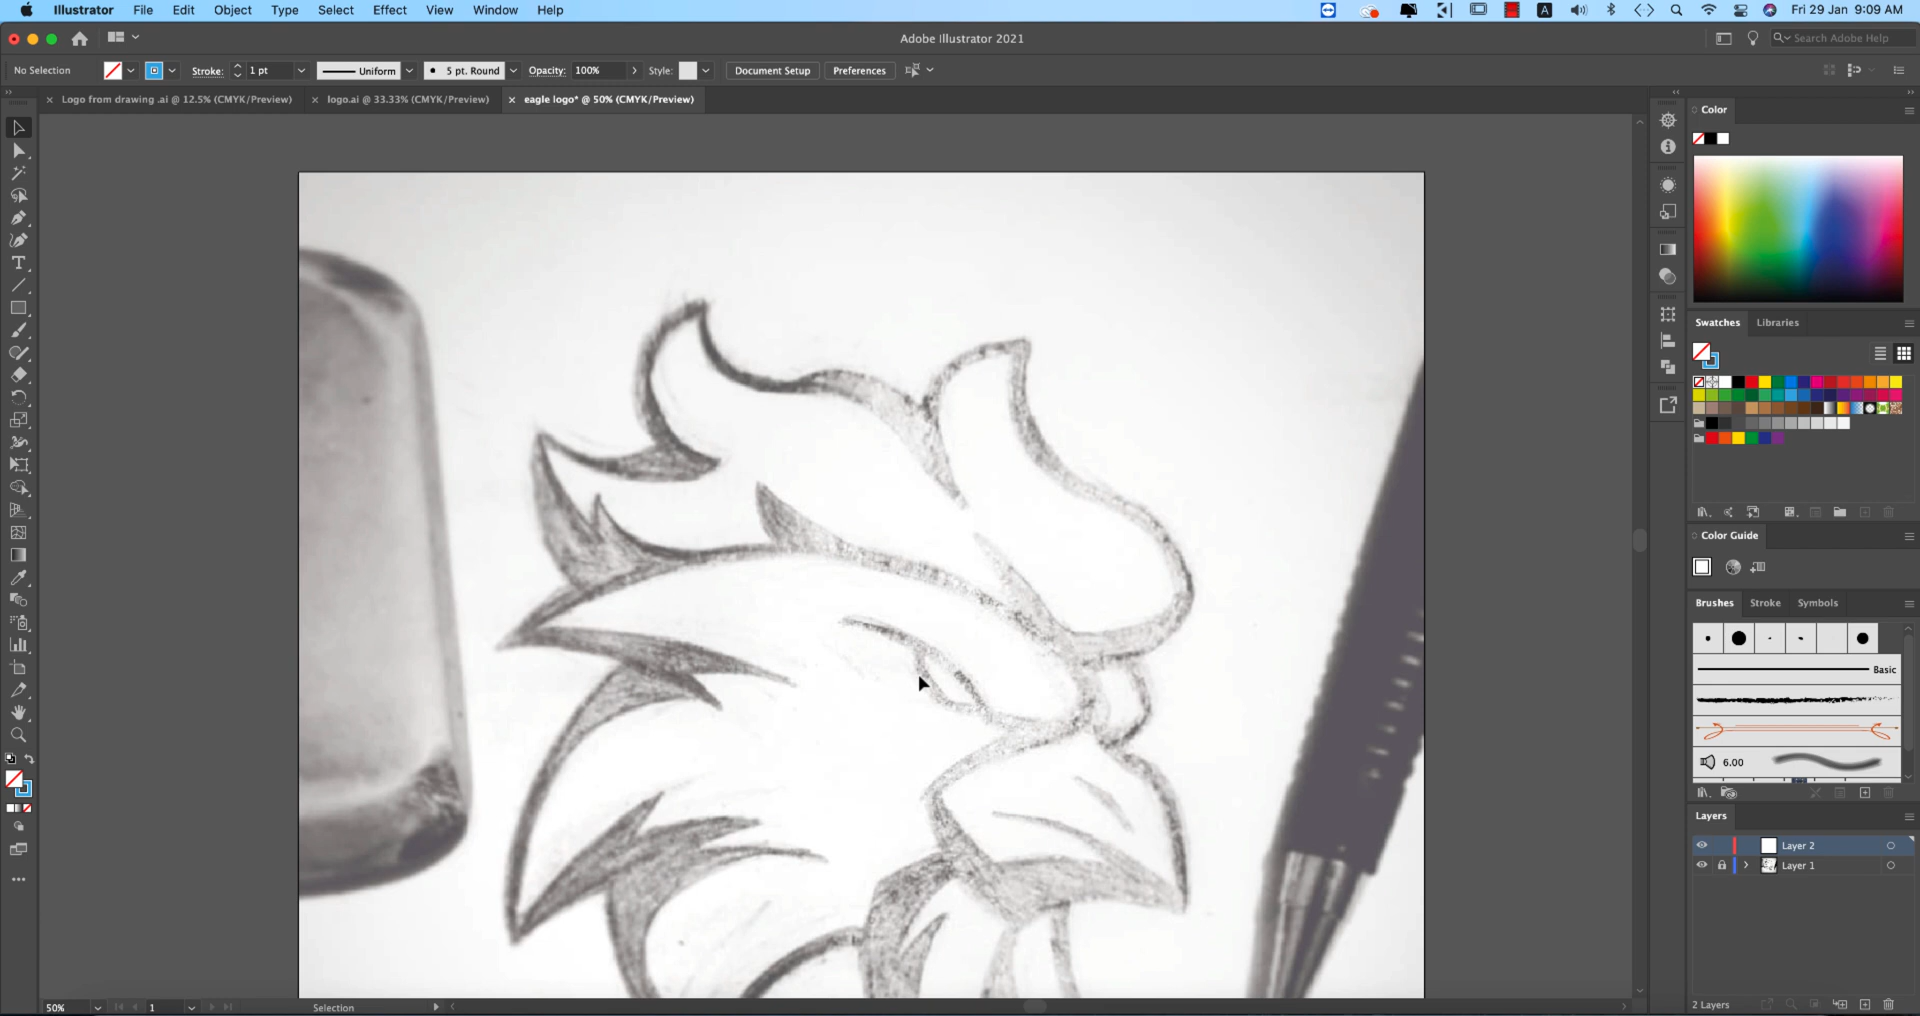 Illustrator File Edit Object Type Select Effect View Window Help
A Fri 29 Jan 9:09 AM
Adobe Illustrator 2021
Search Adobe Help
No Selection Stroke: 1 pt Uniform 5 pt. Round Opacity: 100% Style: Document Setup Preferences
Logo from drawing .ai @ 12.5% (CMYK/Preview) logo.ai @ 33.33% (CMYK/Preview) eagle logo* @ 50% (CMYK/Preview)
Color
Swatches Libraries
Color Guide
Brushes Stroke Symbols
Basic
6.00
Layers
Layer 2
Layer 1
2 Layers
50% 1 Selection